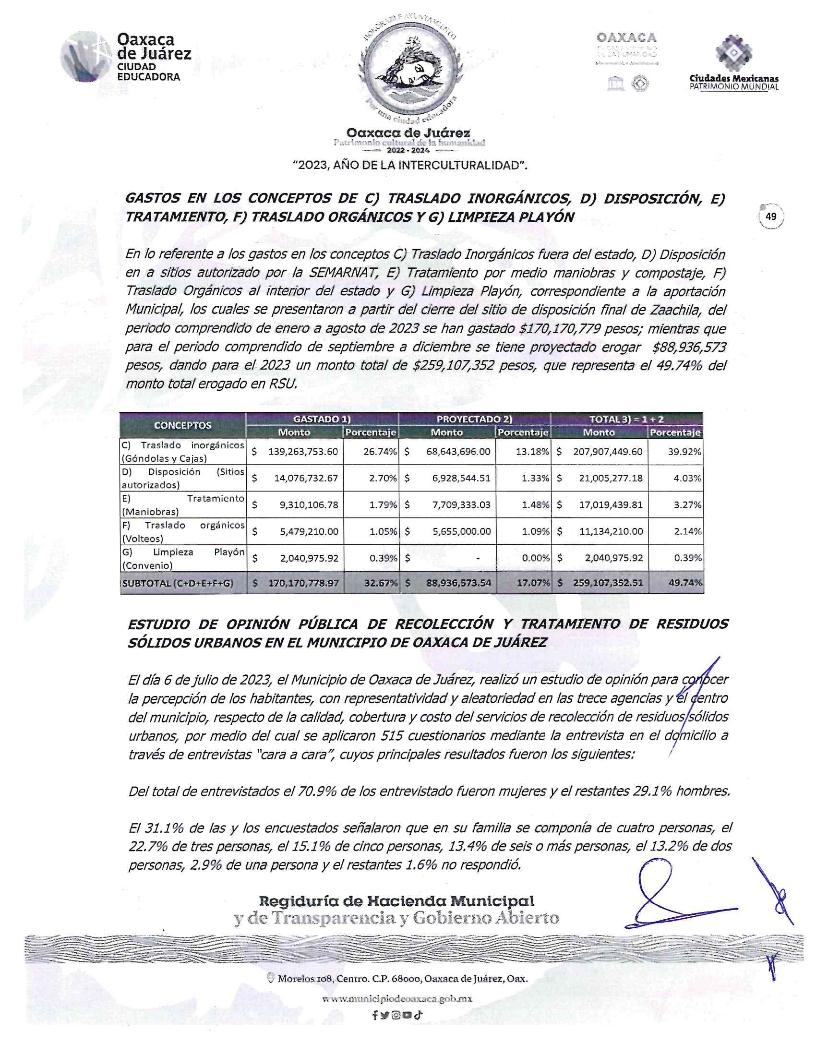 Oaxaca
de Juárez
CIUDAD
EDUCADORA
HONORABLE AYUNTAMIENTO
Por una ciudad educadora
Oaxaca de Juárez
Patrimonio cultural de la humanidad
2022 - 2024
OAXACA
Ciudades Mexicanas
PATRIMONIO MUNDIAL
"2023, AÑO DE LA INTERCULTURALIDAD".
49
GASTOS EN LOS CONCEPTOS DE C) TRASLADO INORGÁNICOS, D) DISPOSICIÓN, E)
TRATAMIENTO, F) TRASLADO ORGÁNICOS Y G) LIMPIEZA PLAYÓN
En lo referente a los gastos en los conceptos C) Traslado Inorgánicos fuera del estado, D) Disposición
en a sitios autorizado por la SEMARNAT, E) Tratamiento por medio maniobras y compostaje, F)
Traslado Orgánicos al interior del estado y G) Limpieza Playón, correspondiente a la aportación
Municipal, los cuales se presentaron a partir del cierre del sitio de disposición final de Zaachila, del
periodo comprendido de enero a agosto de 2023 se han gastado $170,170,779 pesos; mientras que
para el periodo comprendido de septiembre a diciembre se tiene proyectado erogar $88,936,573
pesos, dando para el 2023 un monto total de $259,107,352 pesos, que representa el 49.74% del
monto total erogado en RSU.
CONCEPTOS GASTADO 1) PROYECTADO 2) TOTAL 3) = 1 + 2
Monto Porcentaje Monto Porcentaje Monto Porcentaje
C) Traslado inorgánicos
(Góndolas y Cajas) $ 139,263,753.60 26.74% $ 68,643,696.00 13.18% $ 207,907,449.60 39.92%
D) Disposición (Sitios
autorizados) $ 14,076,732.67 2.70% $ 6,928,544.51 1.33% $ 21,005,277.18 4.03%
E) Tratamiento
(Maniobras) $ 9,310,106.78 1.79% $ 7,709,333.03 1.48% $ 17,019,439.81 3.27%
F) Traslado orgánicos
(Volteos) $ 5,479,210.00 1.05% $ 5,655,000.00 1.09% $ 11,134,210.00 2.14%
G) Limpieza Playón
(Convenio) $ 2,040,975.92 0.39% $ - 0.00% $ 2,040,975.92 0.39%
SUBTOTAL (C+D+E+F+G) $ 170,170,778.97 32.67% $ 88,936,573.54 17.07% $ 259,107,352.51 49.74%
ESTUDIO DE OPINIÓN PÚBLICA DE RECOLECCIÓN Y TRATAMIENTO DE RESIDUOS
SÓLIDOS URBANOS EN EL MUNICIPIO DE OAXACA DE JUÁREZ
El día 6 de julio de 2023, el Municipio de Oaxaca de Juárez, realizó un estudio de opinión para conocer
la percepción de los habitantes, con representatividad y aleatoriedad en las trece agencias y el centro
del municipio, respecto de la calidad, cobertura y costo del servicios de recolección de residuos sólidos
urbanos, por medio del cual se aplicaron 515 cuestionarios mediante la entrevista en el domicilio a
través de entrevistas "cara a cara", cuyos principales resultados fueron los siguientes:
Del total de entrevistados el 70.9% de los entrevistado fueron mujeres y el restantes 29.1% hombres.
El 31.1% de las y los encuestados señalaron que en su familia se componía de cuatro personas, el
22.7% de tres personas, el 15.1% de cinco personas, 13.4% de seis o más personas, el 13.2% de dos
personas, 2.9% de una persona y el restantes 1.6% no respondió.
Regiduría de Hacienda Municipal
y de Transparencia y Gobierno Abierto
Morelos 108, Centro. C.P. 68000, Oaxaca de Juárez, Oax.
www.municipiodeoaxaca.gob.mx